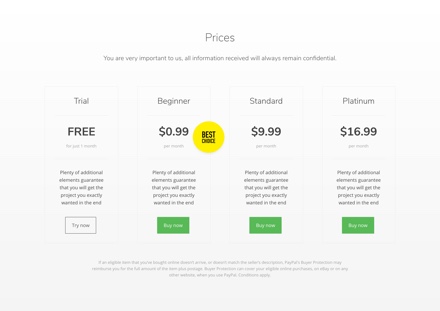 Prices
You are very important to us, all information received will always remain confidential.
Trial
FREE
for just 1 month
Plenty of additional
elements guarantee
that you will get the
project you exactly
wanted in the end
Try now
Beginner
$0.99
per month
BEST
CHOICE
Plenty of additional
elements guarantee
that you will get the
project you exactly
wanted in the end
Buy now
Standard
$9.99
per month
Plenty of additional
elements guarantee
that you will get the
project you exactly
wanted in the end
Buy now
Platinum
$16.99
per month
Plenty of additional
elements guarantee
that you will get the
project you exactly
wanted in the end
Buy now
If an eligible item that you've bought online doesn't arrive, or doesn't match the seller's description, PayPal's Buyer Protection may
reimburse you for the full amount of the item plus postage. Buyer Protection can cover your eligible online purchases, on eBay or on any
other website, when you use PayPal. Conditions apply.